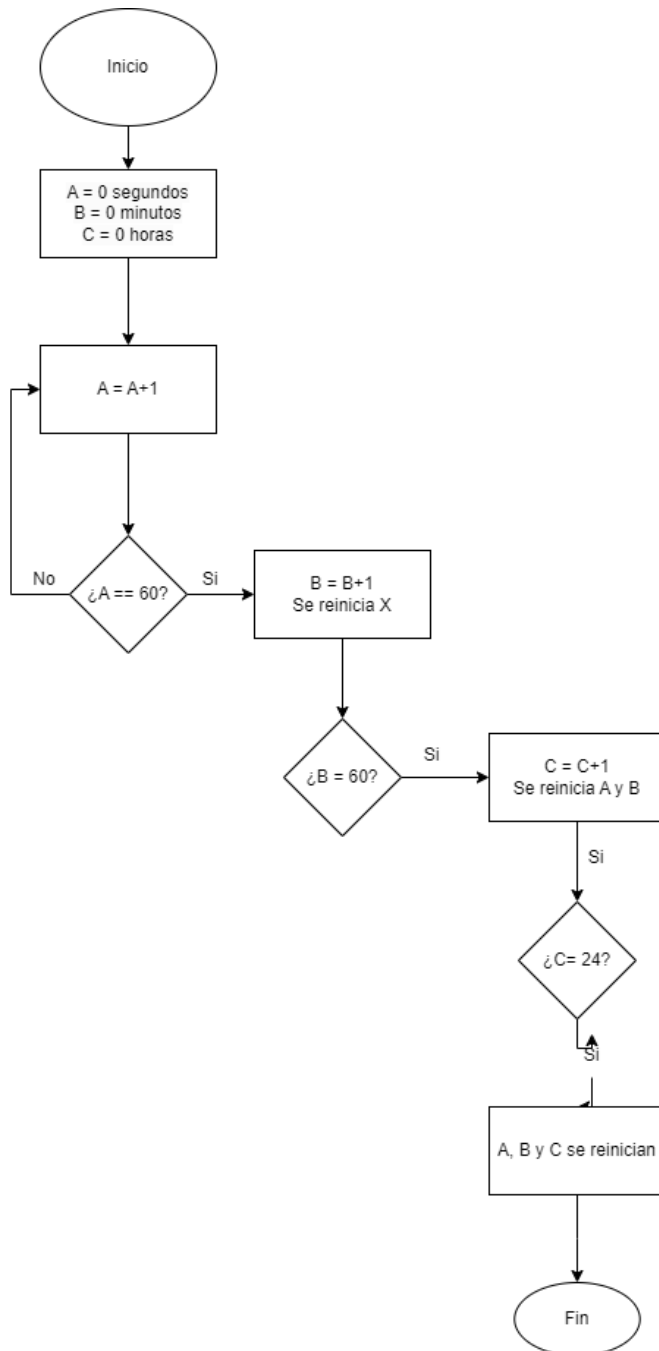 Inicio
A = 0 segundos
B = 0 minutos
C = 0 horas
A = A+1
No
¿A == 60?
Si
B = B+1
Se reinicia X
¿B = 60?
Si
C = C+1
Se reinicia A y B
Si
¿C= 24?
Si
A, B y C se reinician
Fin